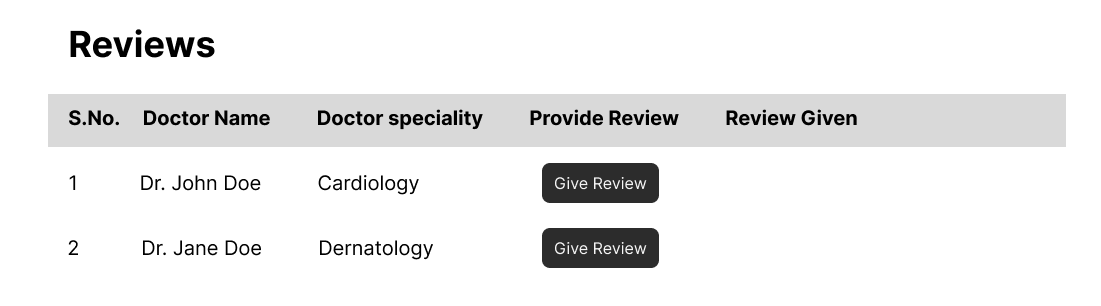 Reviews
S.No. Doctor Name Doctor speciality Provide Review Review Given
1 Dr. John Doe Cardiology Give Review
2 Dr. Jane Doe Dernatology Give Review